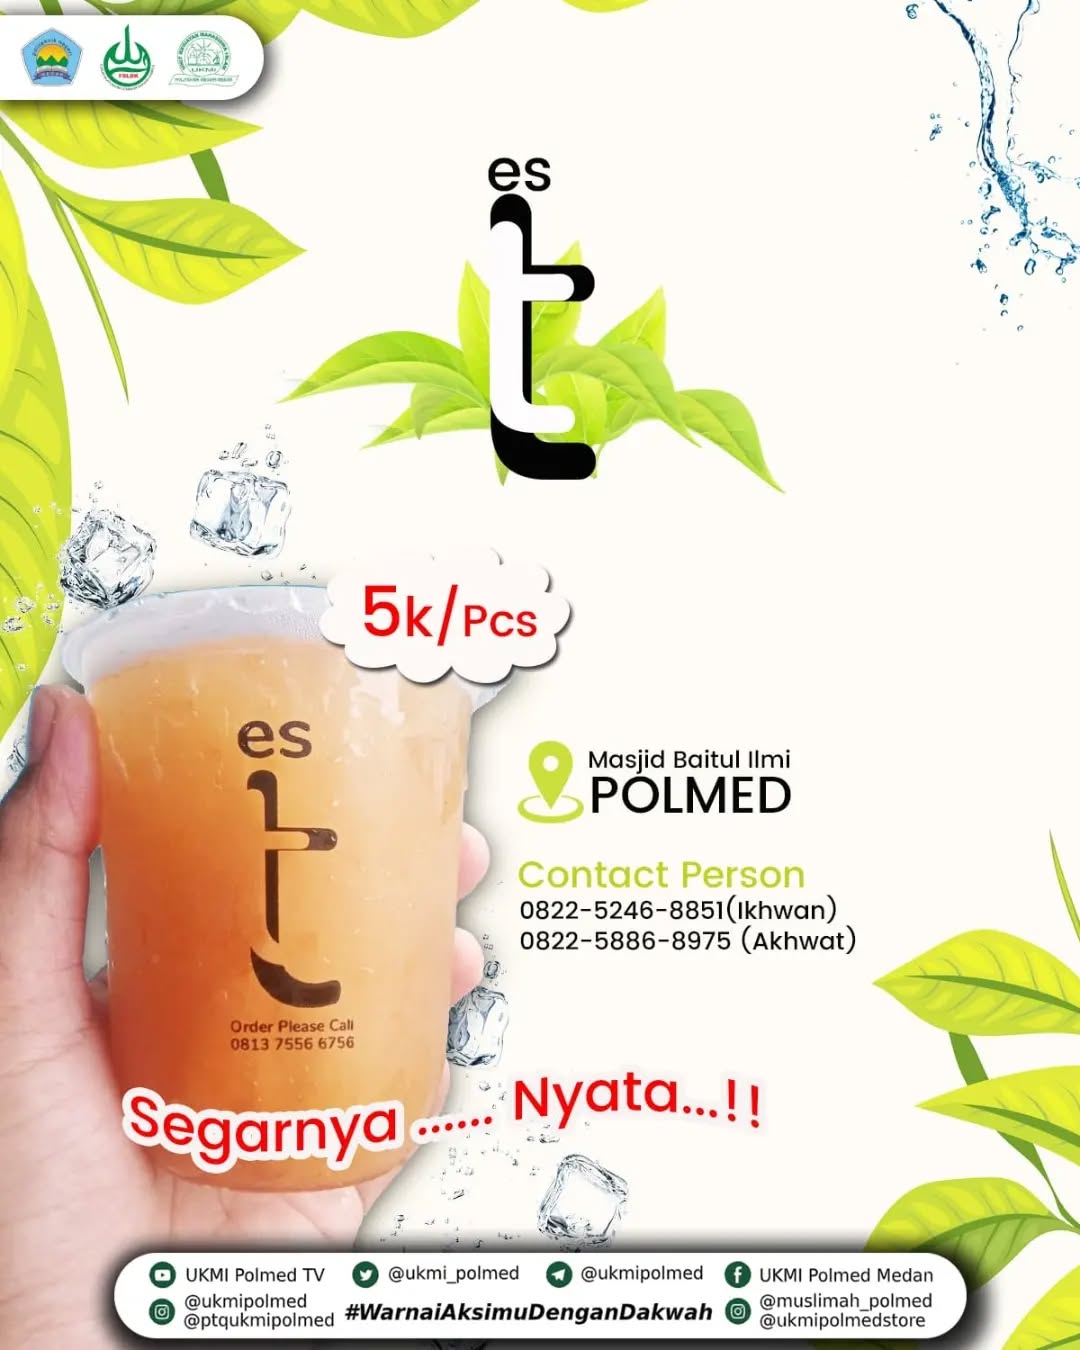 FSLDK
UKMI
es
t
5k/Pcs
es
t
Order Please Call
0813 7556 6756
Masjid Baitul Ilmi
POLMED
Contact Person
0822-5246-8851(Ikhwan)
0822-5886-8975 (Akhwat)
Segarnya ...... Nyata...!!
UKMI Polmed TV
@ukmi_polmed
@ukmipolmed
UKMI Polmed Medan
@ukmipolmed
@ptqukmipolmed
#WarnaiAksimuDenganDakwah
@muslimah_polmed
@ukmipolmedstore